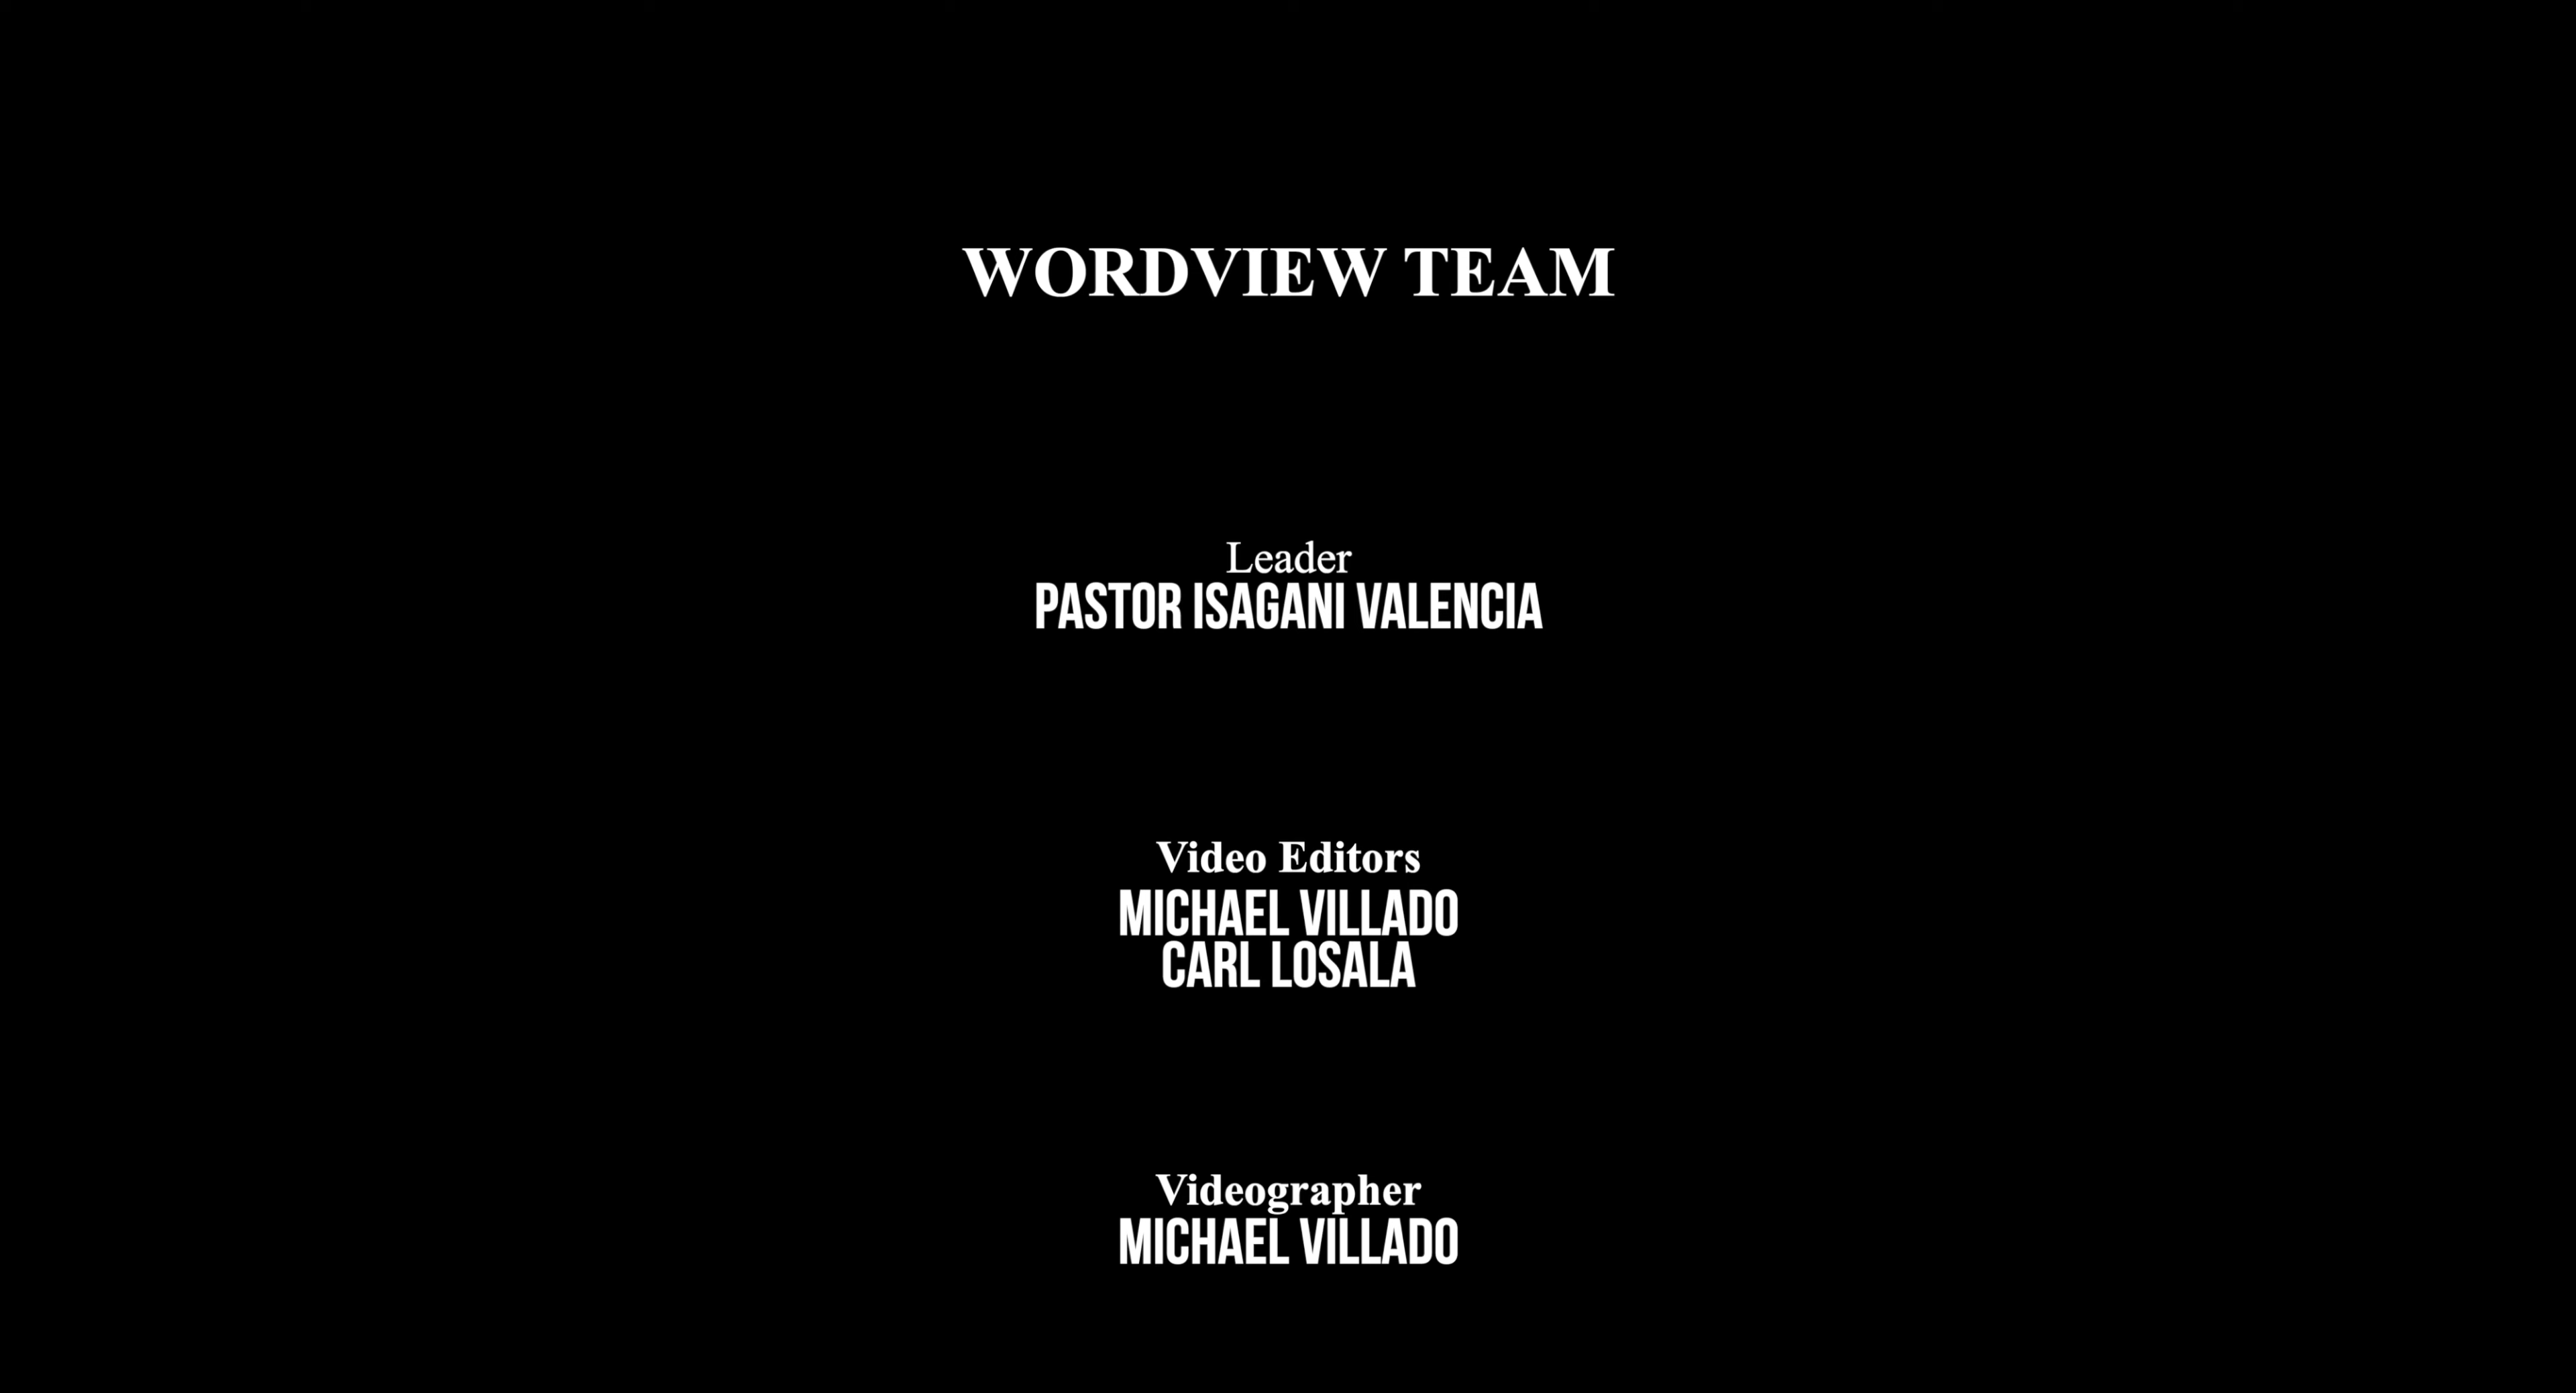 WORDVIEW TEAM
Leader
PASTOR ISAGANI VALENCIA
Video Editors
MICHAEL VILLADO
CARL LOSALA
Videographer
MICHAEL VILLADO